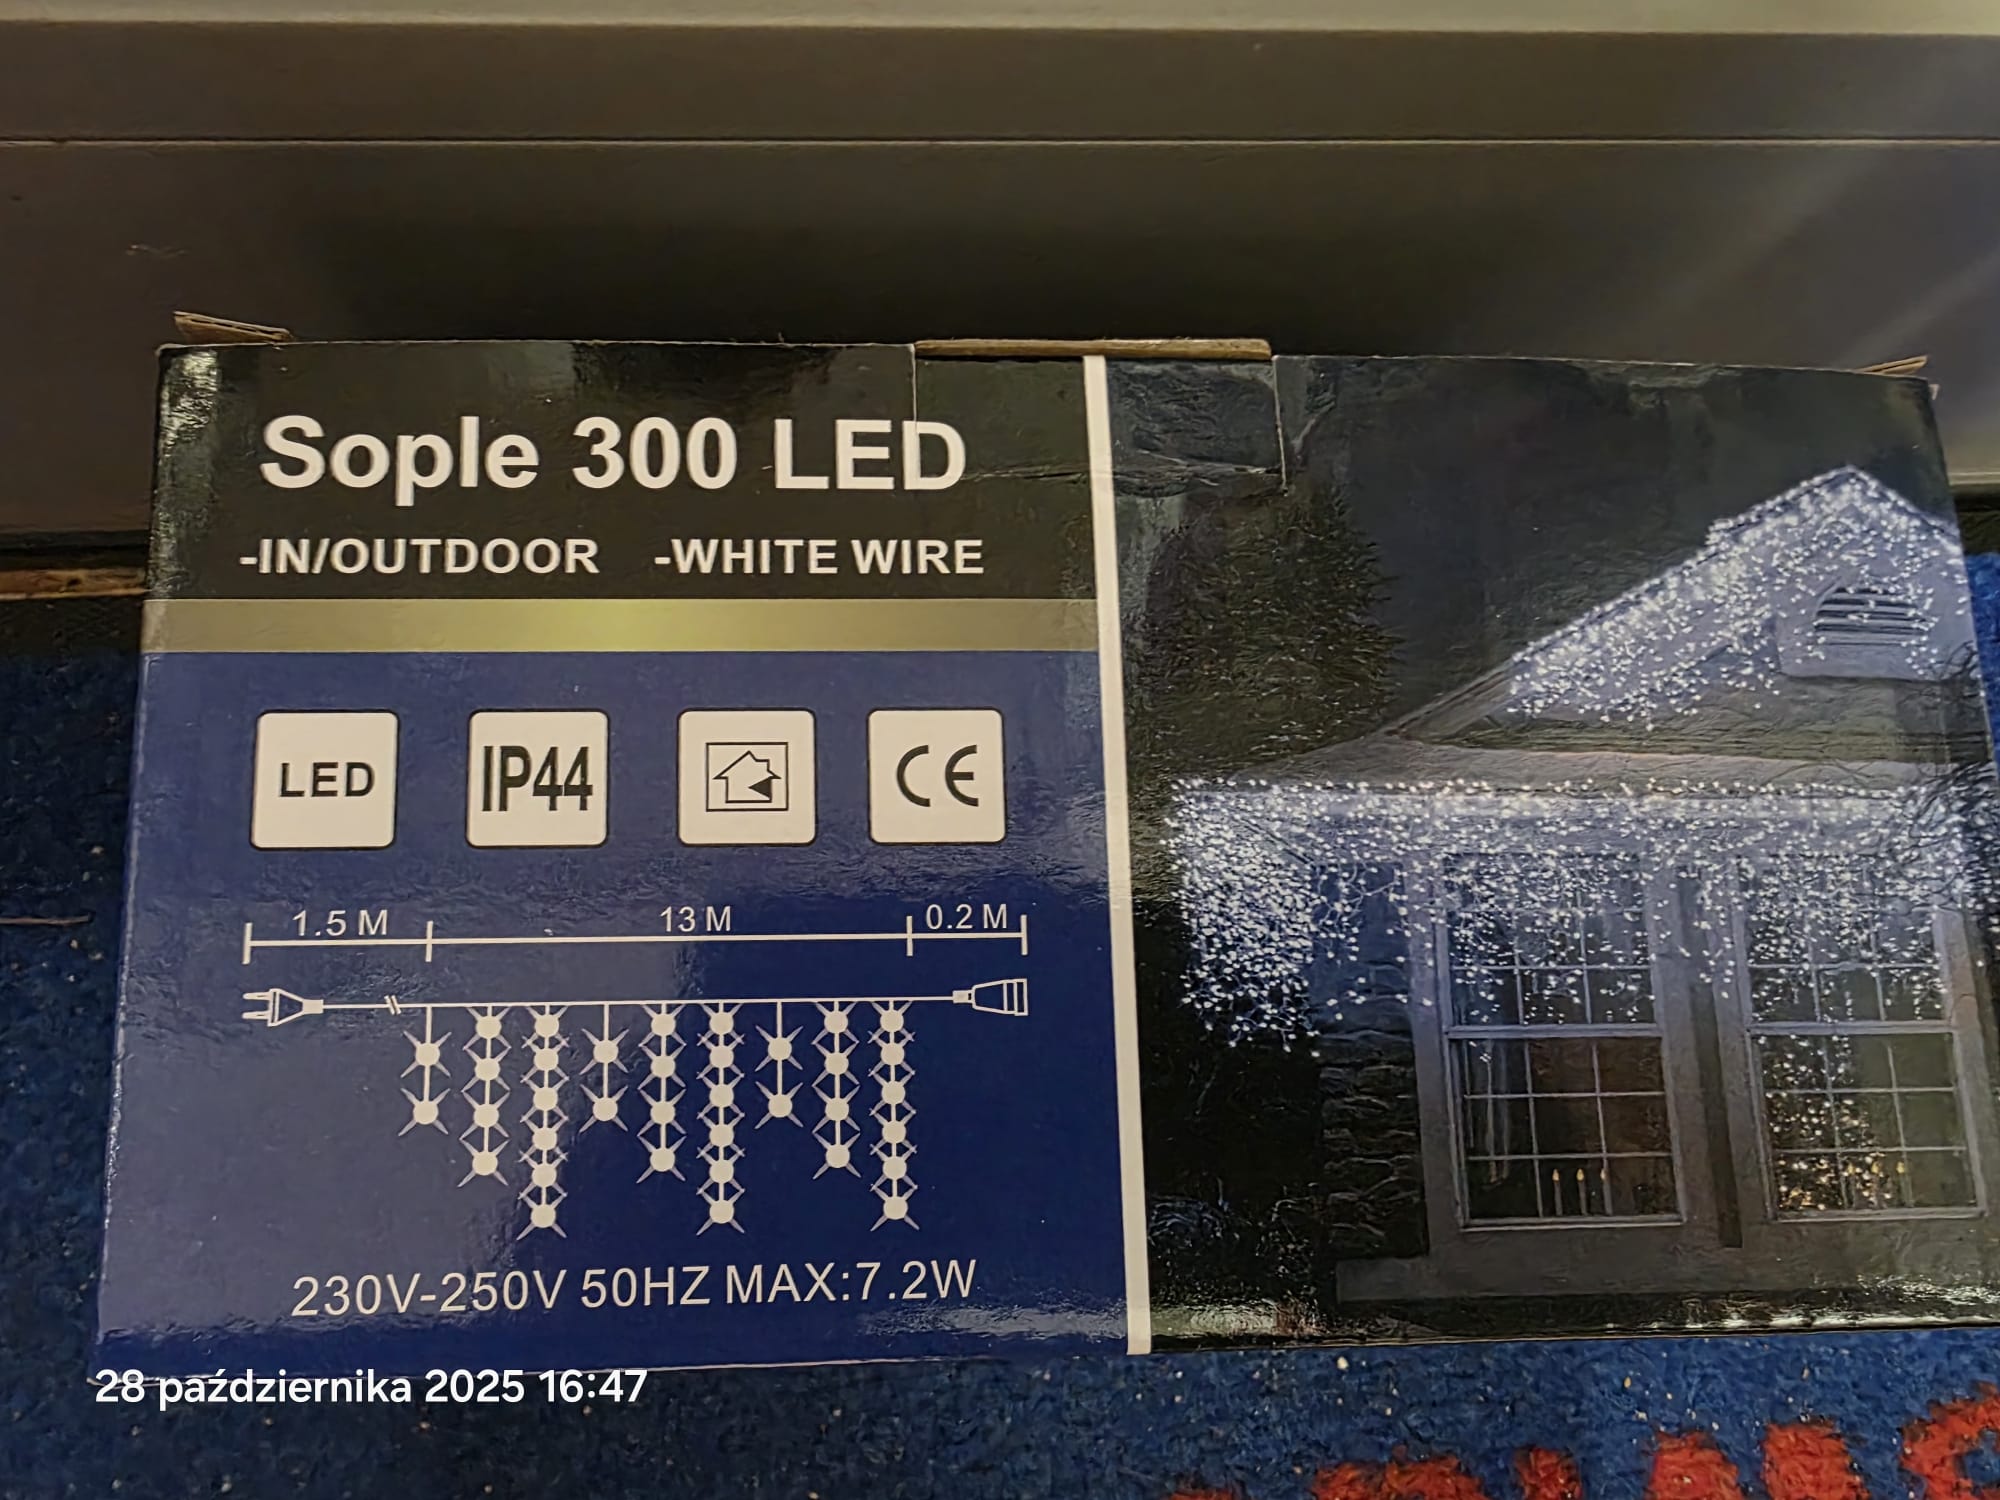 Sople 300 LED
-IN/OUTDOOR -WHITE WIRE
LED IP44 CE
1.5 M 13 M 0.2 M
230V-250V 50HZ MAX:7.2W
28 października 2025 16:47